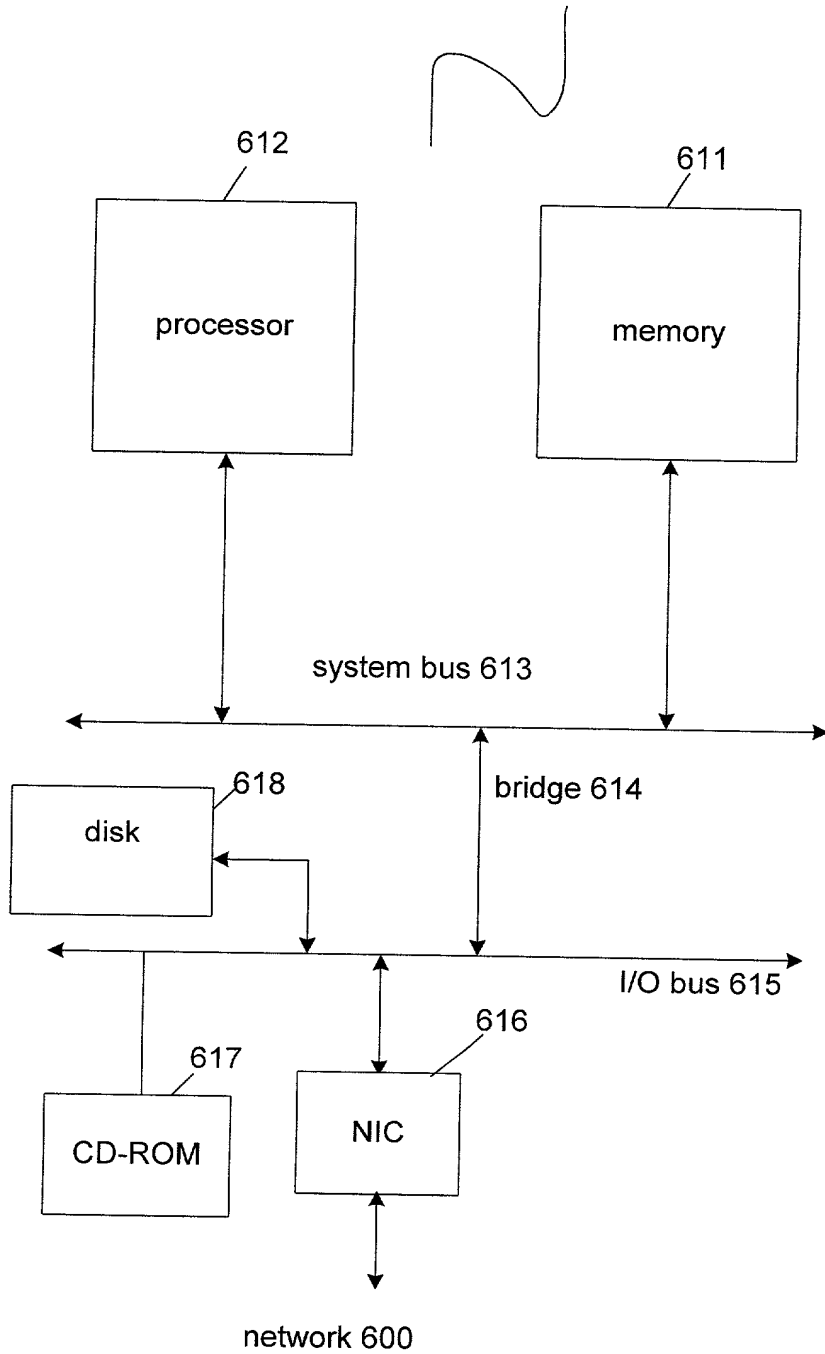 612
611
processor
memory
system bus 613
bridge 614
618
disk
I/O bus 615
616
617
NIC
CD-ROM
network 600